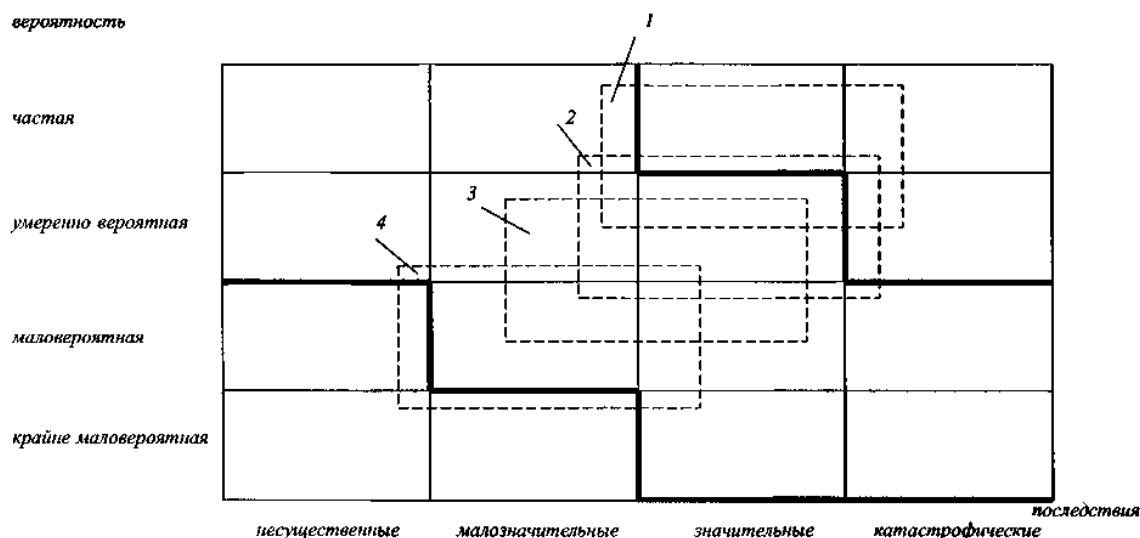 вероятность
1
частая
2
умеренно вероятная
3
4
маловероятная
крайне маловероятная
последствия
несущественные малозначительные значительные катастрофические